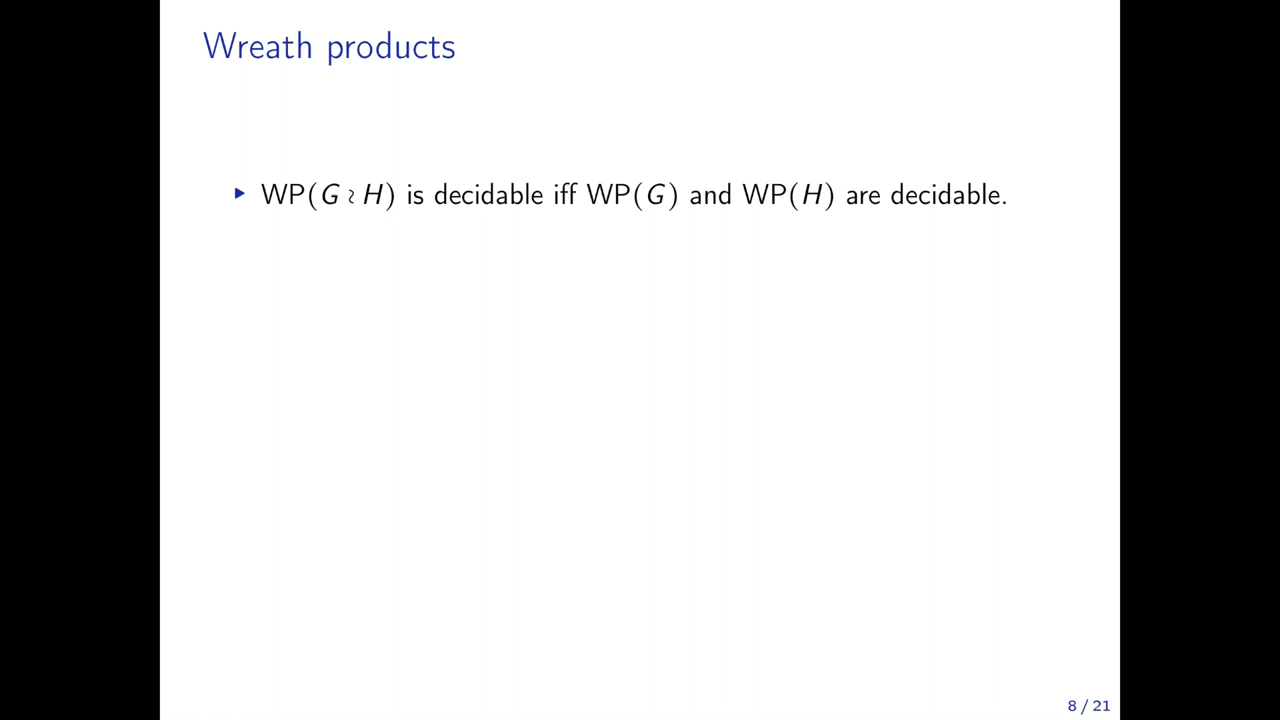 Wreath products
▶ WP(G ≀ H) is decidable iff WP(G) and WP(H) are decidable.
8 / 21